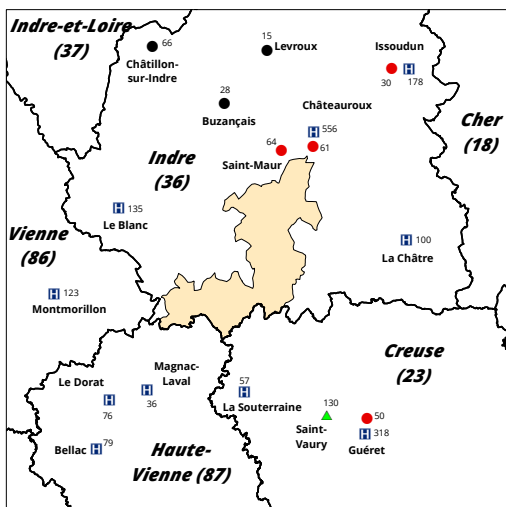 Indre-et-Loire
(37)
66
Châtillon-
sur-Indre
15
Levroux
Issoudun
30
178
28
Buzançais
Châteauroux
556
61
64
Saint-Maur
Cher
(18)
Indre
(36)
H
135
Le Blanc
Vienne
(86)
H
100
La Châtre
H
123
Montmorillon
Creuse
(23)
Magnac-
Laval
H
36
Le Dorat
H
76
57
H
La Souterraine
130
Saint-
Vaury
50
H
318
Guéret
Bellac
H
79
Haute-
Vienne (87)